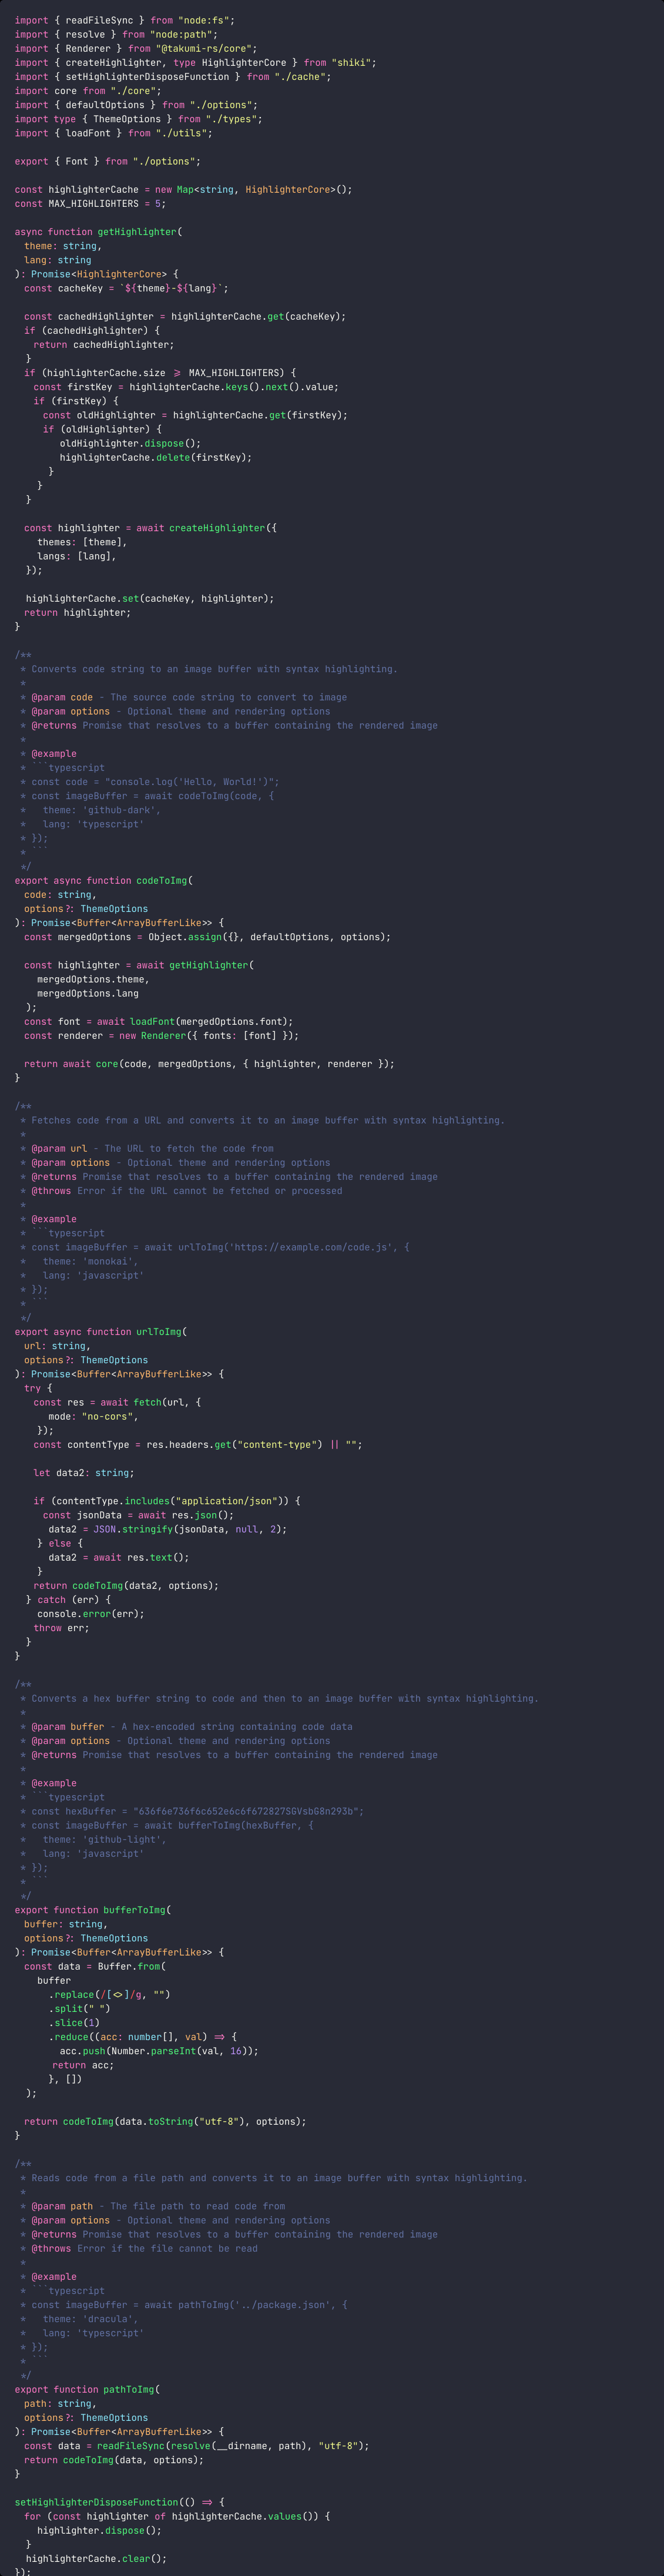 import { readFileSync } from "node:fs";
import { resolve } from "node:path";
import { Renderer } from "@takumi-rs/core";
import { createHighlighter, type HighlighterCore } from "shiki";
import { setHighlighterDisposeFunction } from "./cache";
import core from "./core";
import { defaultOptions } from "./options";
import type { ThemeOptions } from "./types";
import { loadFont } from "./utils";

export { Font } from "./options";

const highlighterCache = new Map<string, HighlighterCore>();
const MAX_HIGHLIGHTERS = 5;

async function getHighlighter(
  theme: string,
  lang: string
): Promise<HighlighterCore> {
  const cacheKey = `${theme}-${lang}`;

  const cachedHighlighter = highlighterCache.get(cacheKey);
  if (cachedHighlighter) {
    return cachedHighlighter;
  }
  if (highlighterCache.size >= MAX_HIGHLIGHTERS) {
    const firstKey = highlighterCache.keys().next().value;
    if (firstKey) {
      const oldHighlighter = highlighterCache.get(firstKey);
      if (oldHighlighter) {
        oldHighlighter.dispose();
        highlighterCache.delete(firstKey);
      }
    }
  }

  const highlighter = await createHighlighter({
    themes: [theme],
    langs: [lang],
  });

  highlighterCache.set(cacheKey, highlighter);
  return highlighter;
}

/**
 * Converts code string to an image buffer with syntax highlighting.
 *
 * @param code - The source code string to convert to image
 * @param options - Optional theme and rendering options
 * @returns Promise that resolves to a buffer containing the rendered image
 *
 * @example
 * ```typescript
 * const code = "console.log('Hello, World!')";
 * const imageBuffer = await codeToImg(code, {
 *   theme: 'github-dark',
 *   lang: 'typescript'
 * });
 * ```
 */
export async function codeToImg(
  code: string,
  options?: ThemeOptions
): Promise<Buffer<ArrayBufferLike>> {
  const mergedOptions = Object.assign({}, defaultOptions, options);

  const highlighter = await getHighlighter(
    mergedOptions.theme,
    mergedOptions.lang
  );
  const font = await loadFont(mergedOptions.font);
  const renderer = new Renderer({ fonts: [font] });

  return await core(code, mergedOptions, { highlighter, renderer });
}

/**
 * Fetches code from a URL and converts it to an image buffer with syntax highlighting.
 *
 * @param url - The URL to fetch the code from
 * @param options - Optional theme and rendering options
 * @returns Promise that resolves to a buffer containing the rendered image
 * @throws Error if the URL cannot be fetched or processed
 *
 * @example
 * ```typescript
 * const imageBuffer = await urlToImg('https://example.com/code.js', {
 *   theme: 'monokai',
 *   lang: 'javascript'
 * });
 * ```
 */
export async function urlToImg(
  url: string,
  options?: ThemeOptions
): Promise<Buffer<ArrayBufferLike>> {
  try {
    const res = await fetch(url, {
      mode: "no-cors",
    });
    const contentType = res.headers.get("content-type") || "";

    let data2: string;

    if (contentType.includes("application/json")) {
      const jsonData = await res.json();
      data2 = JSON.stringify(jsonData, null, 2);
    } else {
      data2 = await res.text();
    }
    return codeToImg(data2, options);
  } catch (err) {
    console.error(err);
    throw err;
  }
}

/**
 * Converts a hex buffer string to code and then to an image buffer with syntax highlighting.
 *
 * @param buffer - A hex-encoded string containing code data
 * @param options - Optional theme and rendering options
 * @returns Promise that resolves to a buffer containing the rendered image
 *
 * @example
 * ```typescript
 * const hexBuffer = "636f6e736f6c652e6c6f672827SGVsbG8n293b";
 * const imageBuffer = await bufferToImg(hexBuffer, {
 *   theme: 'github-light',
 *   lang: 'javascript'
 * });
 * ```
 */
export function bufferToImg(
  buffer: string,
  options?: ThemeOptions
): Promise<Buffer<ArrayBufferLike>> {
  const data = Buffer.from(
    buffer
      .replace(/[<>]/g, "")
      .split(" ")
      .slice(1)
      .reduce((acc: number[], val) => {
        acc.push(Number.parseInt(val, 16));
        return acc;
      }, [])
  );

  return codeToImg(data.toString("utf-8"), options);
}

/**
 * Reads code from a file path and converts it to an image buffer with syntax highlighting.
 *
 * @param path - The file path to read code from
 * @param options - Optional theme and rendering options
 * @returns Promise that resolves to a buffer containing the rendered image
 * @throws Error if the file cannot be read
 *
 * @example
 * ```typescript
 * const imageBuffer = await pathToImg('../package.json', {
 *   theme: 'dracula',
 *   lang: 'typescript'
 * });
 * ```
 */
export function pathToImg(
  path: string,
  options?: ThemeOptions
): Promise<Buffer<ArrayBufferLike>> {
  const data = readFileSync(resolve(__dirname, path), "utf-8");
  return codeToImg(data, options);
}

setHighlighterDisposeFunction(() => {
  for (const highlighter of highlighterCache.values()) {
    highlighter.dispose();
  }
  highlighterCache.clear();
});